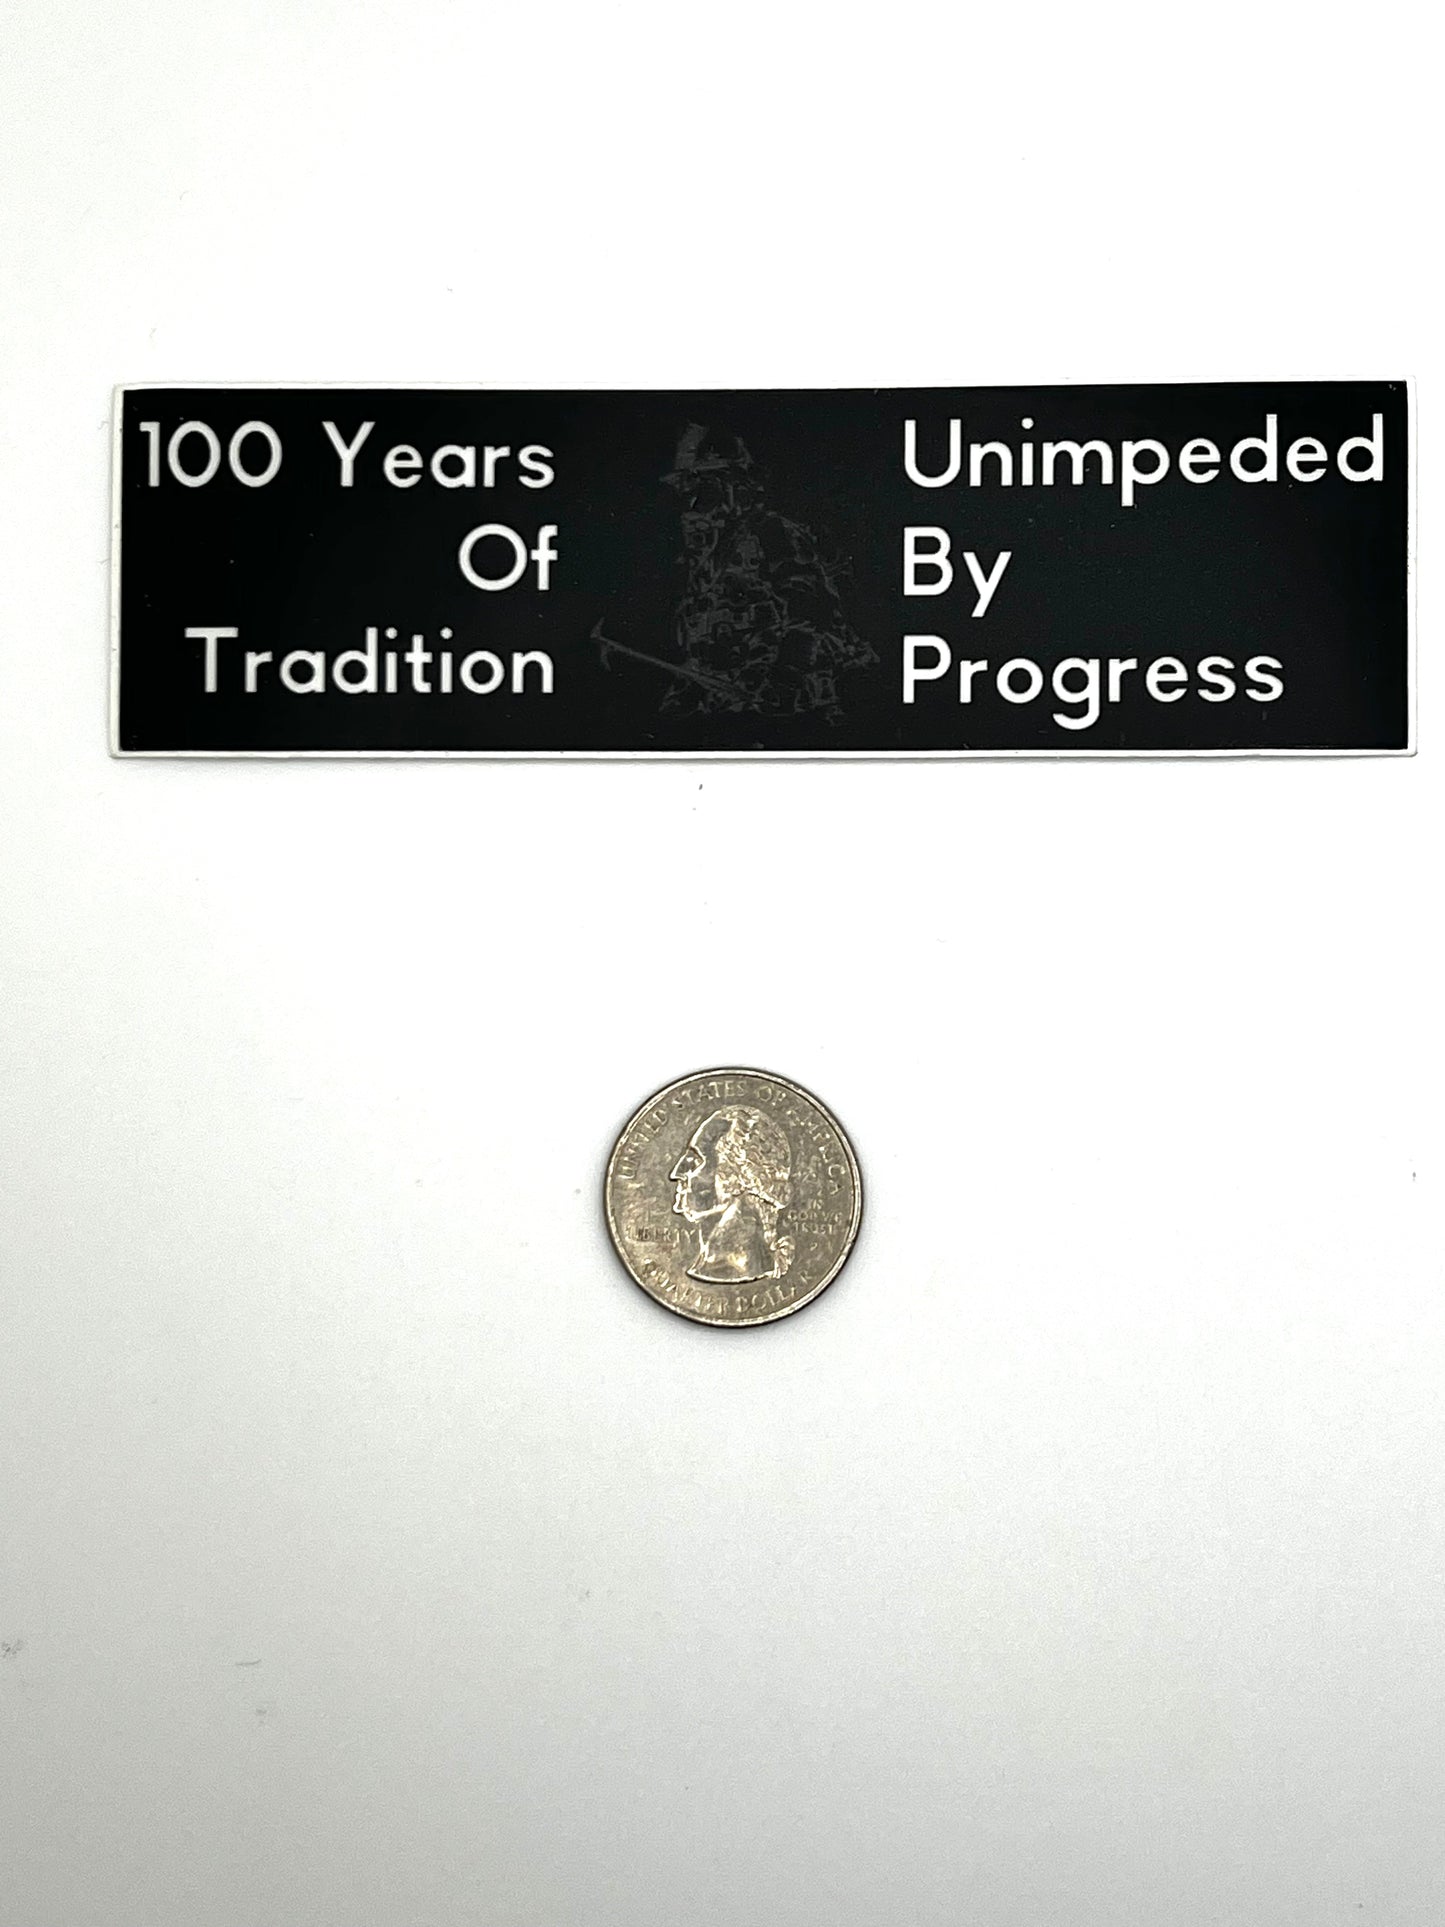 100 Years
Of
Tradition
Unimpeded
By
Progress
UNITED STATES OF AMERICA
LIBERTY
IN
GOD WE
TRUST
P
QUARTER DOLLAR